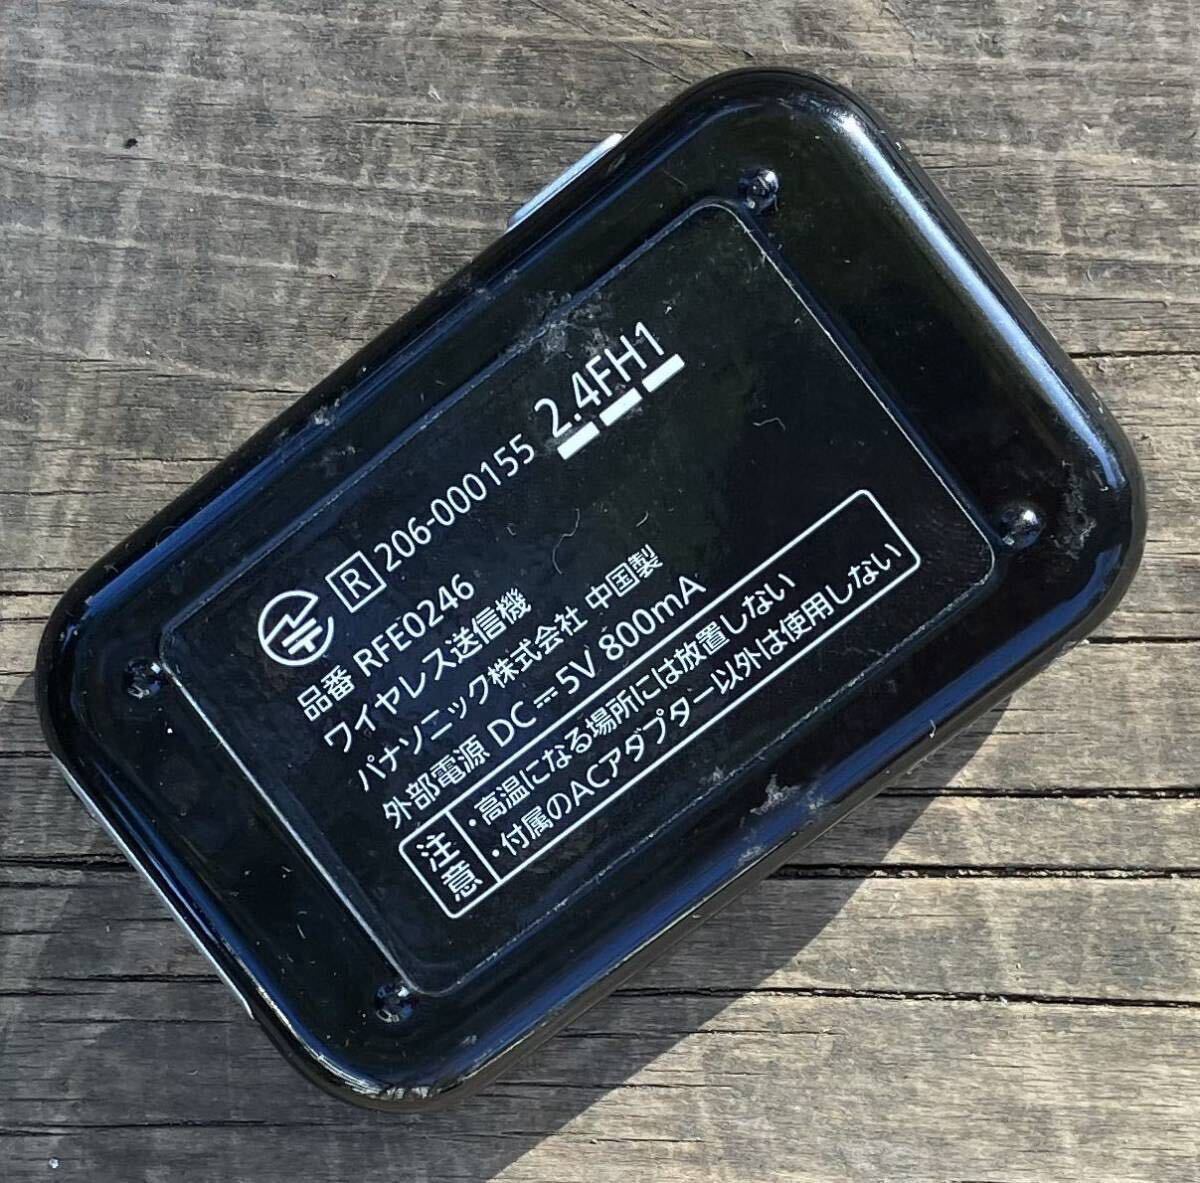 R 206-000155 2.4FH1
品番 RFE0246
ワイヤレス送信機
パナソニック株式会社 中国製
外部電源 DC⎓5V 800mA
注意
・高温になる場所には放置しない
・付属のACアダプター以外は使用しない